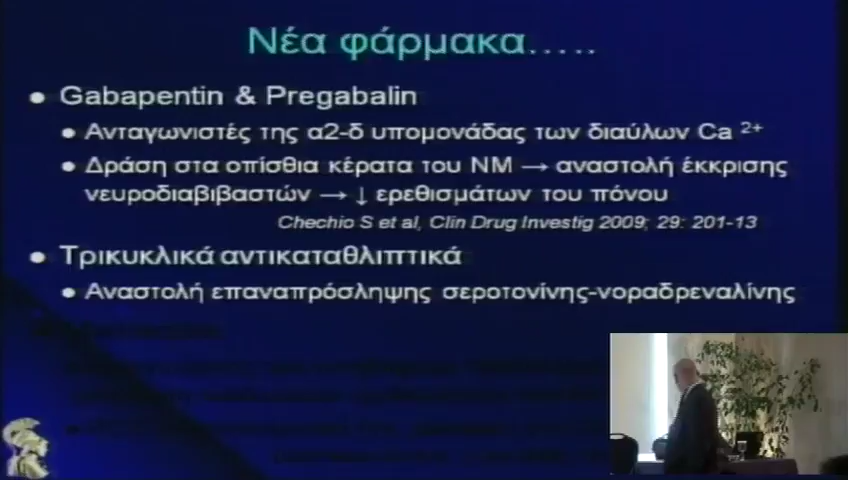 Νέα φάρμακα.....
● Gabapentin & Pregabalin
● Ανταγωνιστές της α2-δ υπομονάδας των διαύλων Ca 2+
● Δράση στα οπίσθια κέρατα του ΝΜ → αναστολή έκκρισης
νευροδιαβιβαστών → ↓ ερεθισμάτων του πόνου
Chechio S et al, Clin Drug Investig 2009; 29: 201-13
● Τρικυκλικά αντικαταθλιπτικά
● Αναστολή επαναπρόσληψης σεροτονίνης-νοραδρεναλίνης